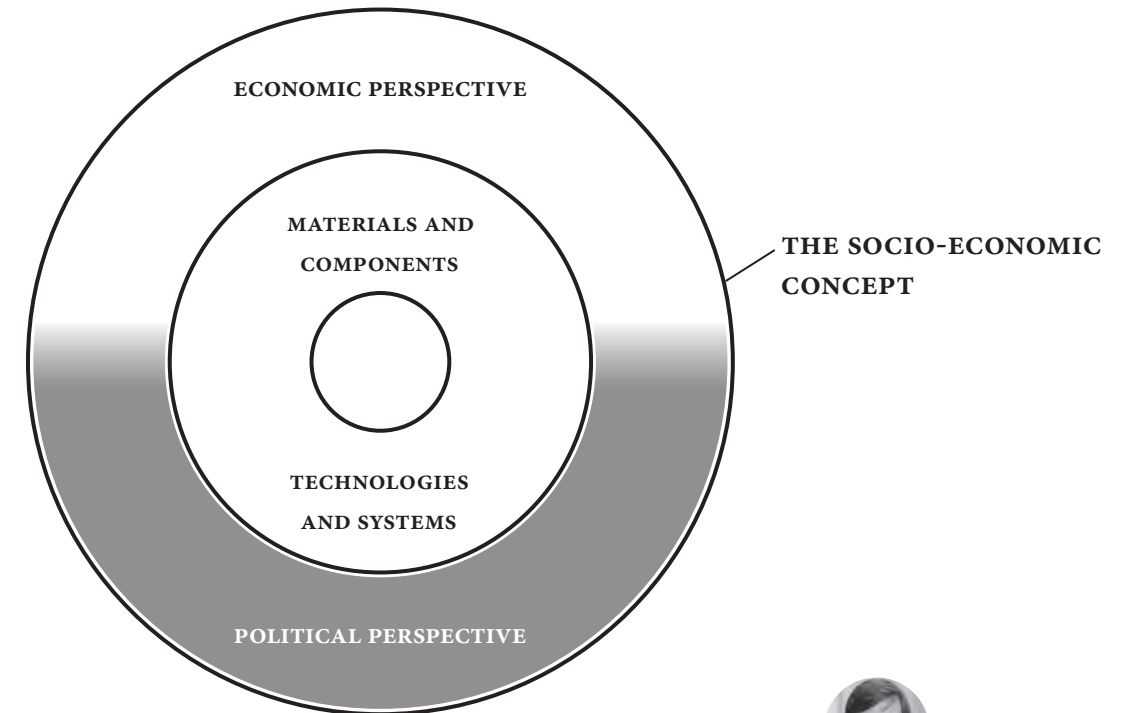 ECONOMIC PERSPECTIVE
MATERIALS AND
COMPONENTS
THE SOCIO-ECONOMIC
CONCEPT
TECHNOLOGIES
AND SYSTEMS
POLITICAL PERSPECTIVE